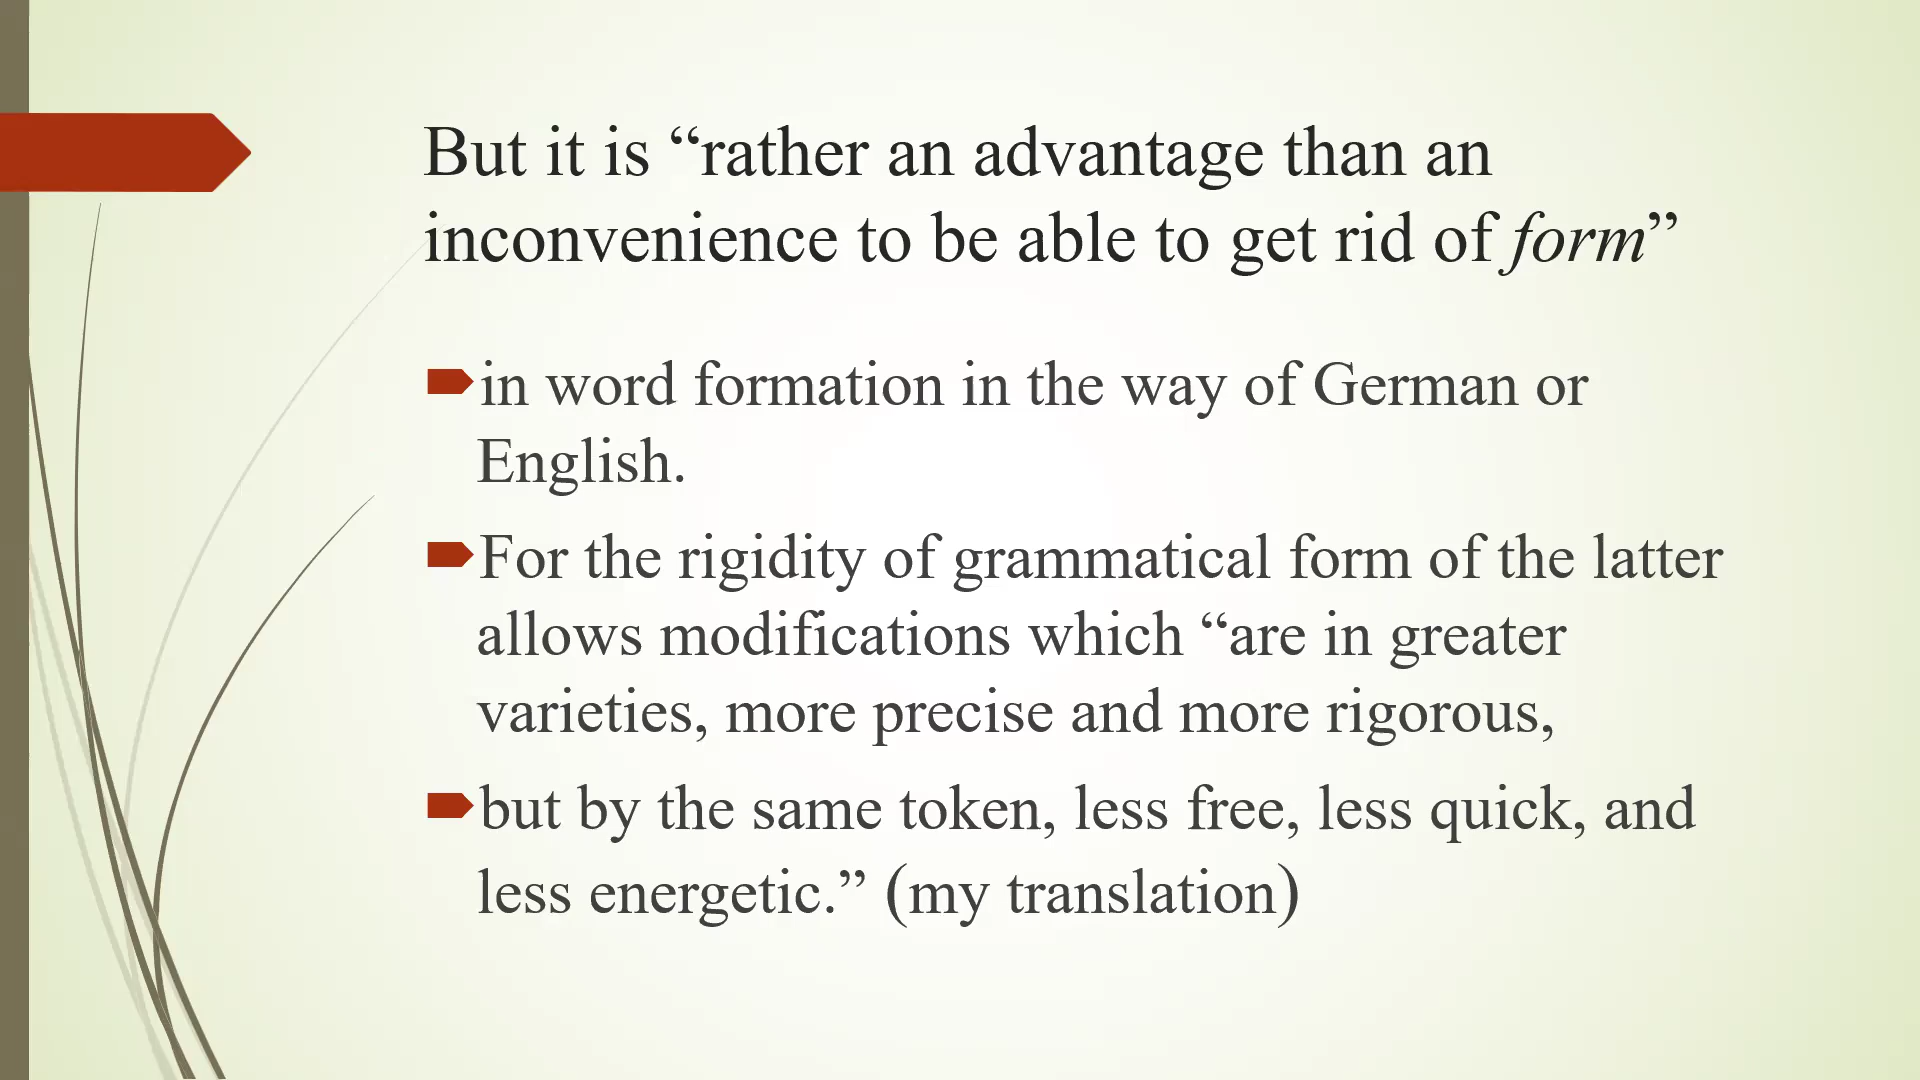 But it is “rather an advantage than an
inconvenience to be able to get rid of form”
in word formation in the way of German or
English.
For the rigidity of grammatical form of the latter
allows modifications which “are in greater
varieties, more precise and more rigorous,
but by the same token, less free, less quick, and
less energetic.” (my translation)